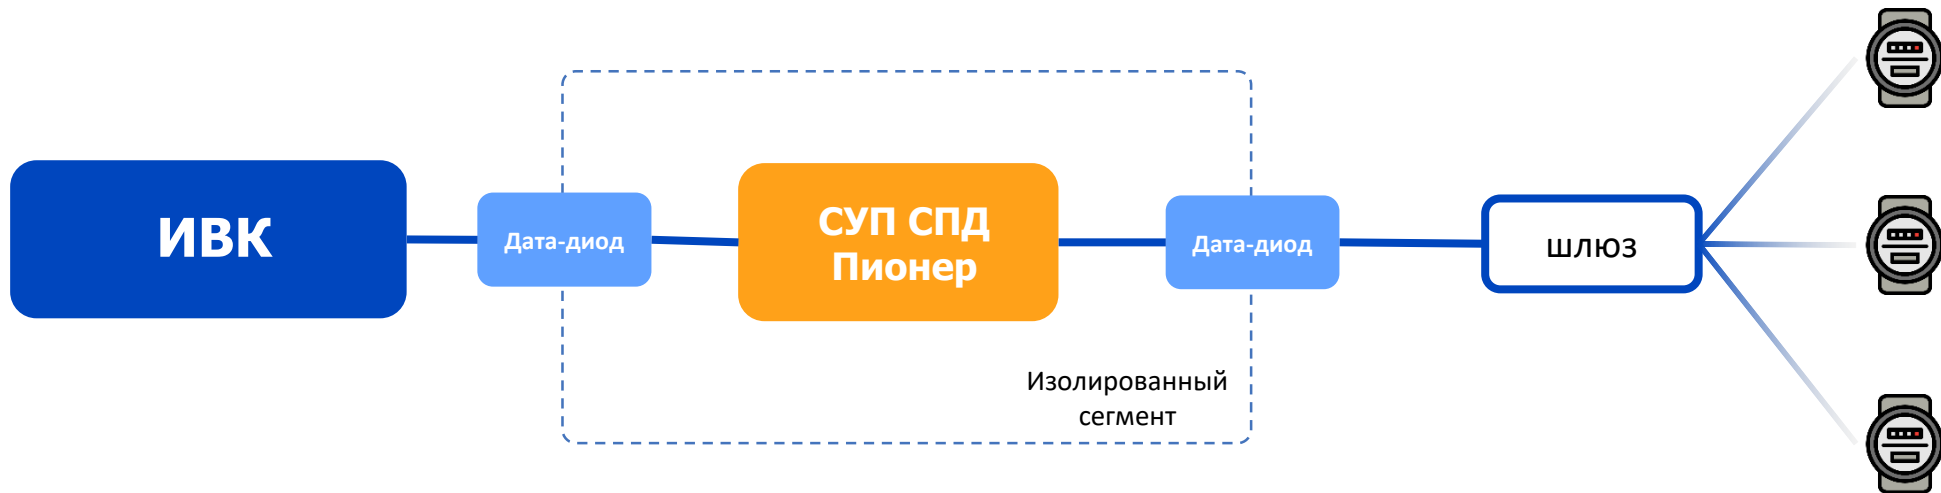 ИВК
Дата-диод
СУП СПД
Пионер
Дата-диод
шлюз
Изолированный
сегмент